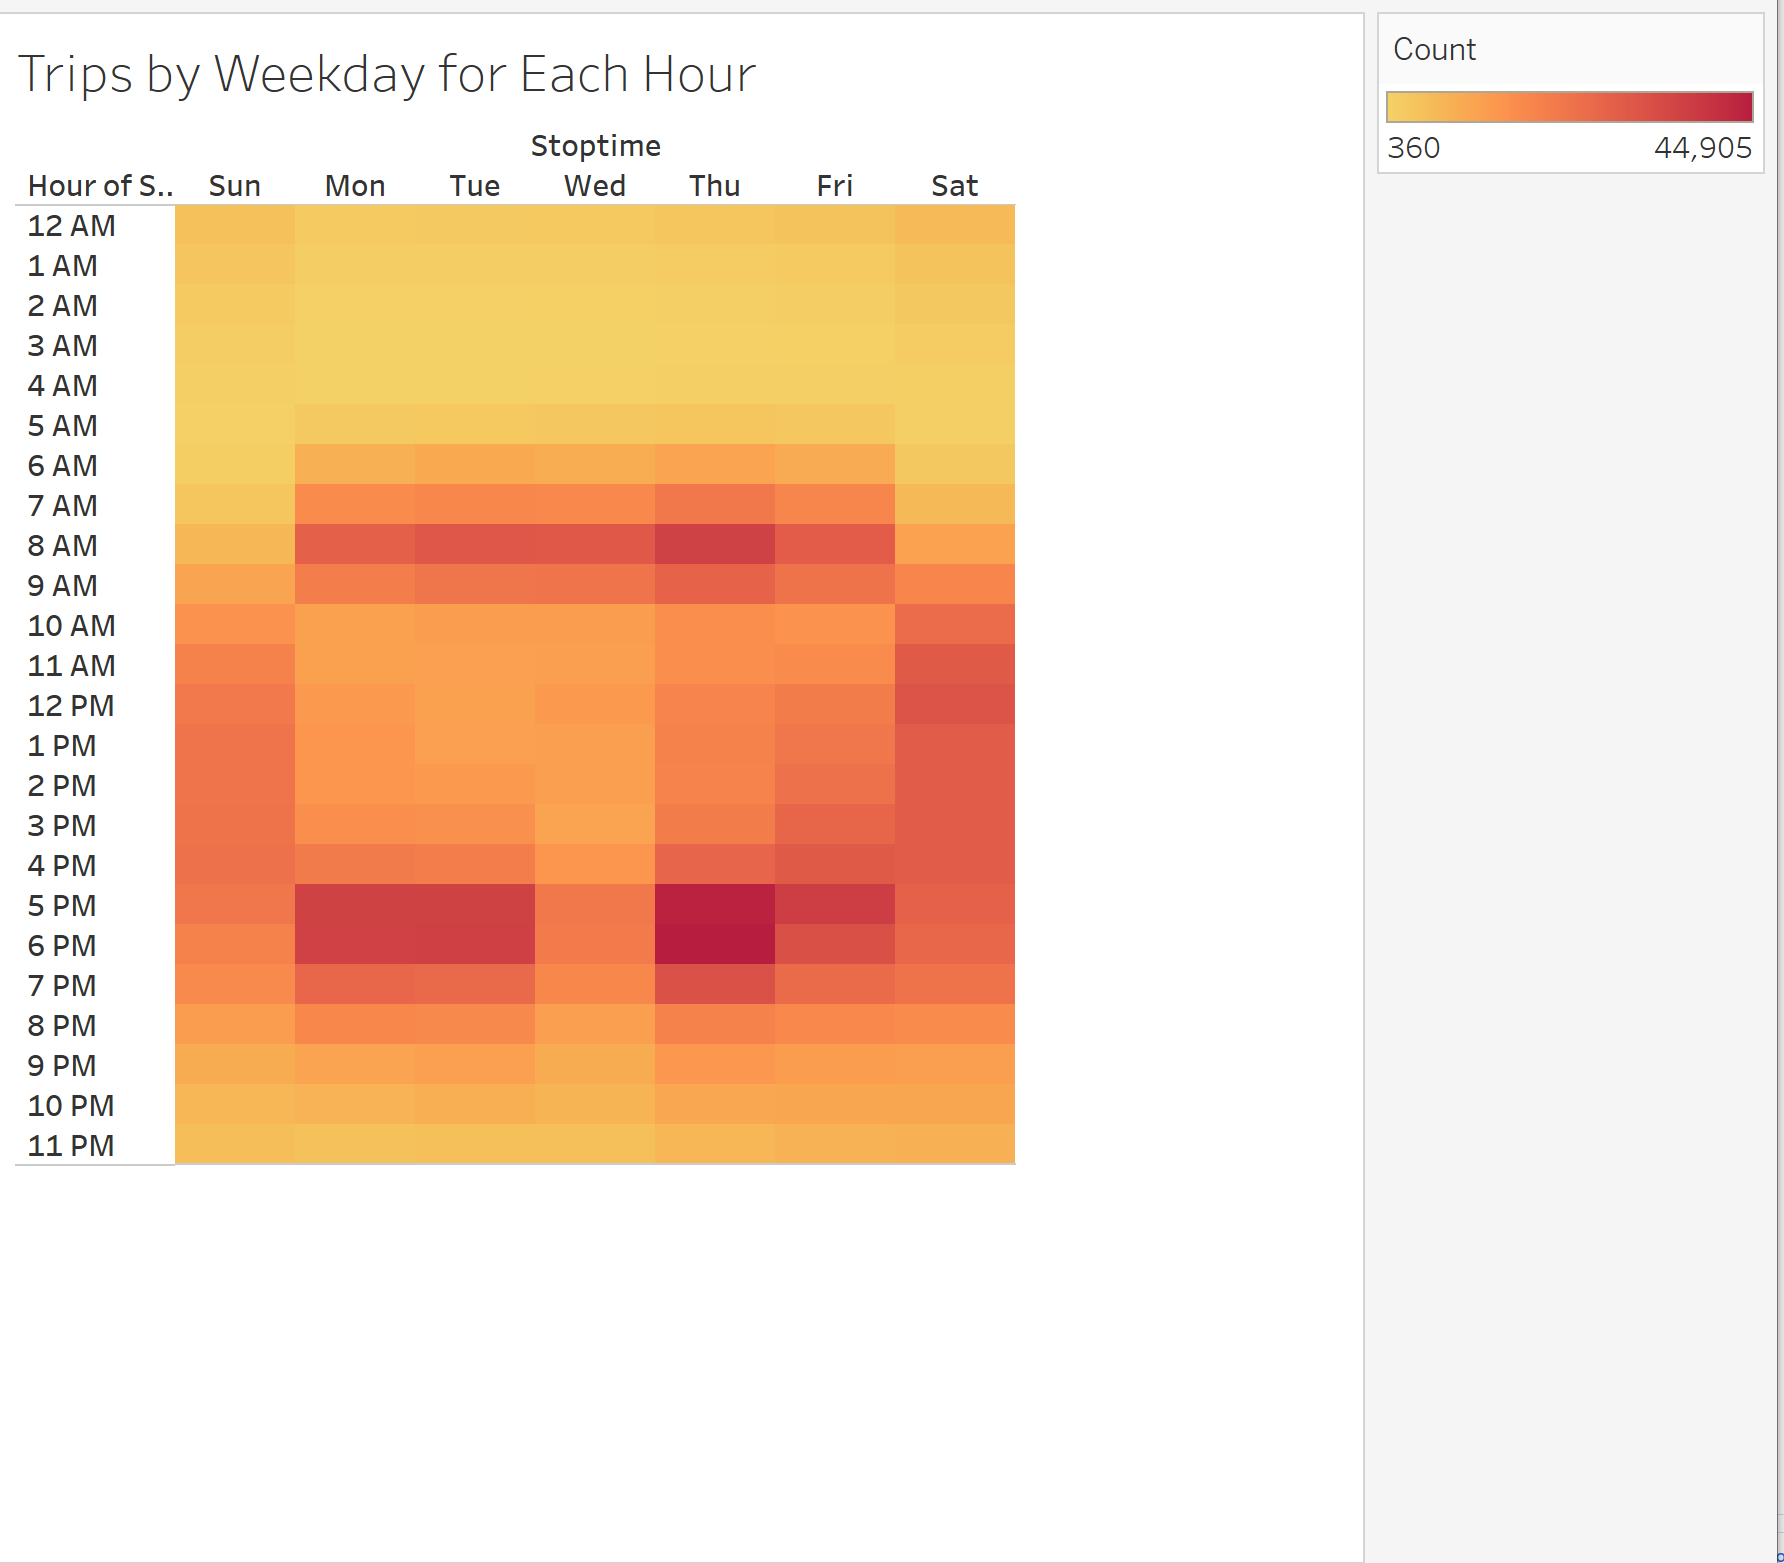 Trips by Weekday for Each Hour
Stoptime
Hour of S.. Sun Mon Tue Wed Thu Fri Sat
12 AM
1 AM
2 AM
3 AM
4 AM
5 AM
6 AM
7 AM
8 AM
9 AM
10 AM
11 AM
12 PM
1 PM
2 PM
3 PM
4 PM
5 PM
6 PM
7 PM
8 PM
9 PM
10 PM
11 PM
Count
360 44,905